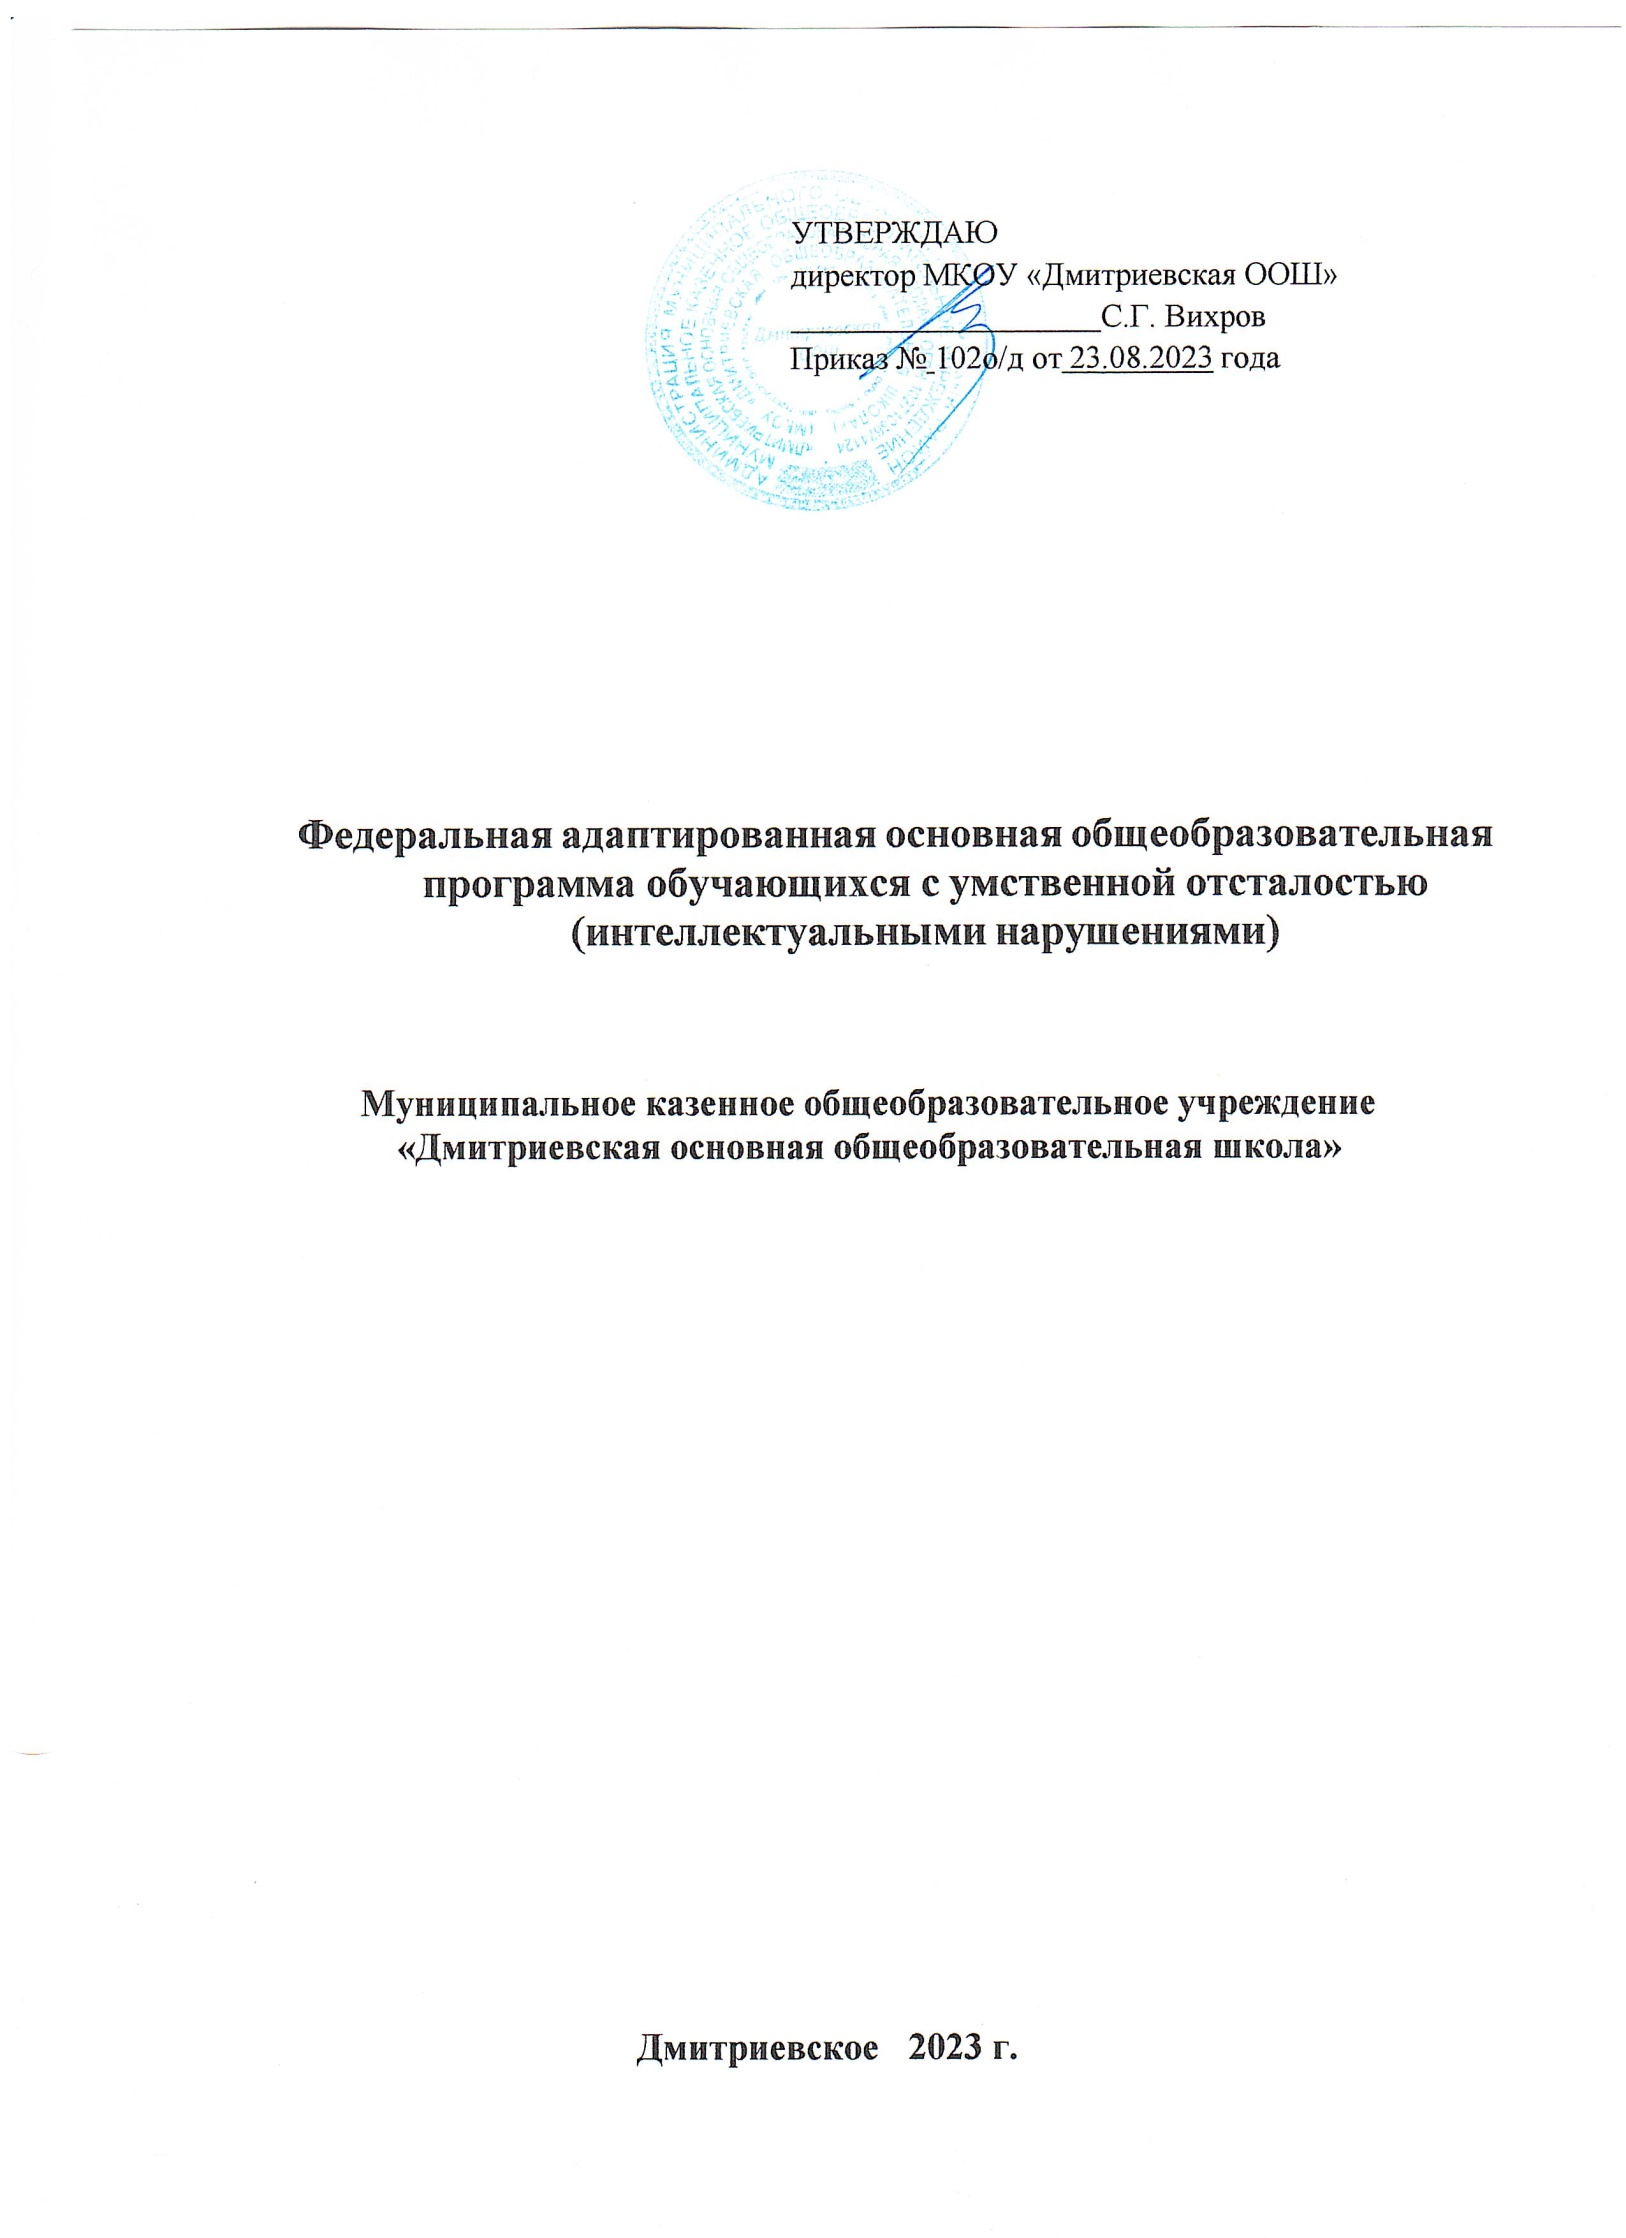 УТВЕРЖДАЮ
директор МКОУ «Дмитриевская ООШ»
___________________С.Г. Вихров
Приказ №_102о/д от 23.08.2023 года
Федеральная адаптированная основная общеобразовательная
программа обучающихся с умственной отсталостью
(интеллектуальными нарушениями)
Муниципальное казенное общеобразовательное учреждение
«Дмитриевская основная общеобразовательная школа»
Дмитриевское 2023 г.